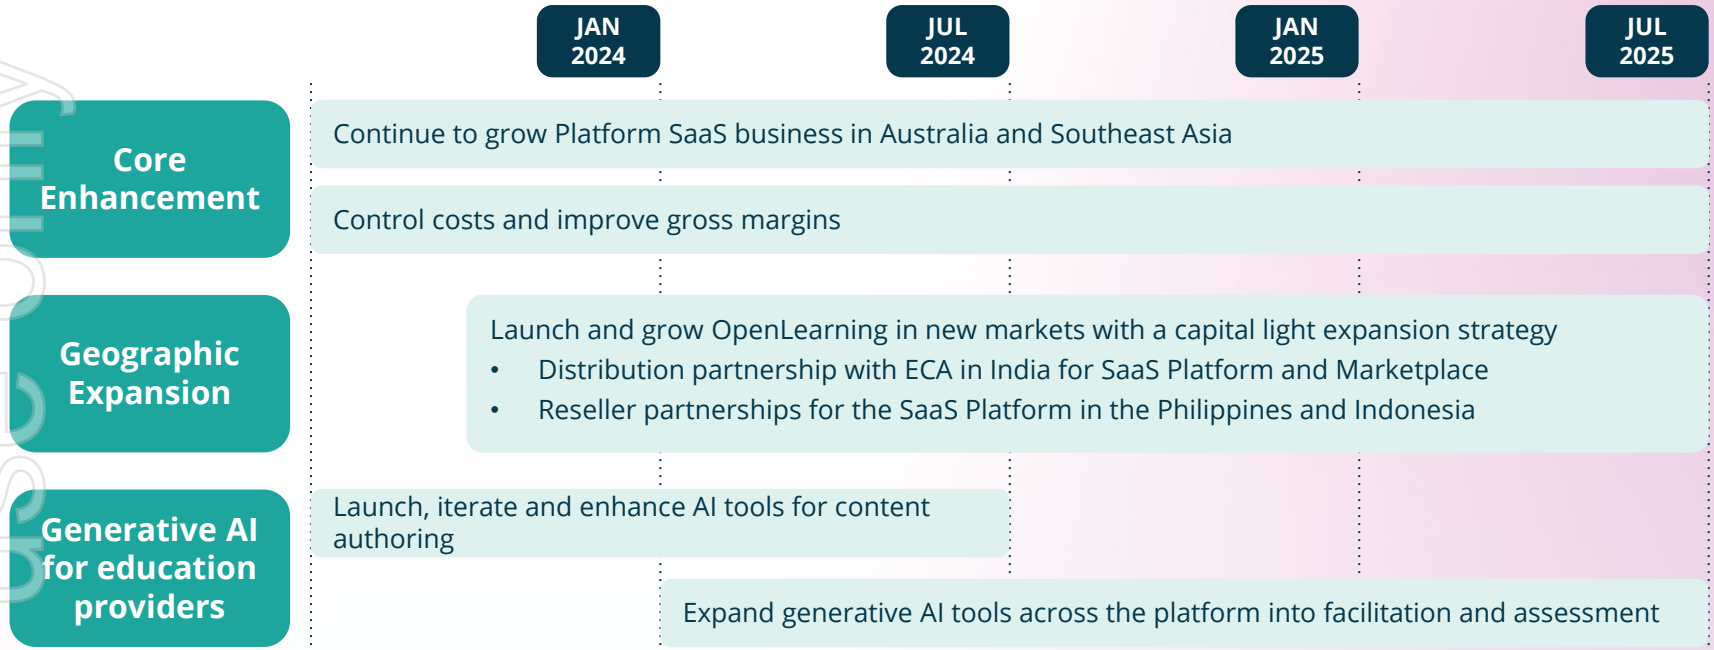 JAN
2024
JUL
2024
JAN
2025
JUL
2025
Core
Enhancement
Continue to grow Platform SaaS business in Australia and Southeast Asia
Control costs and improve gross margins
Geographic
Expansion
Launch and grow OpenLearning in new markets with a capital light expansion strategy
• Distribution partnership with ECA in India for SaaS Platform and Marketplace
• Reseller partnerships for the SaaS Platform in the Philippines and Indonesia
Generative AI
for education
providers
Launch, iterate and enhance AI tools for content
authoring
Expand generative AI tools across the platform into facilitation and assessment
use only